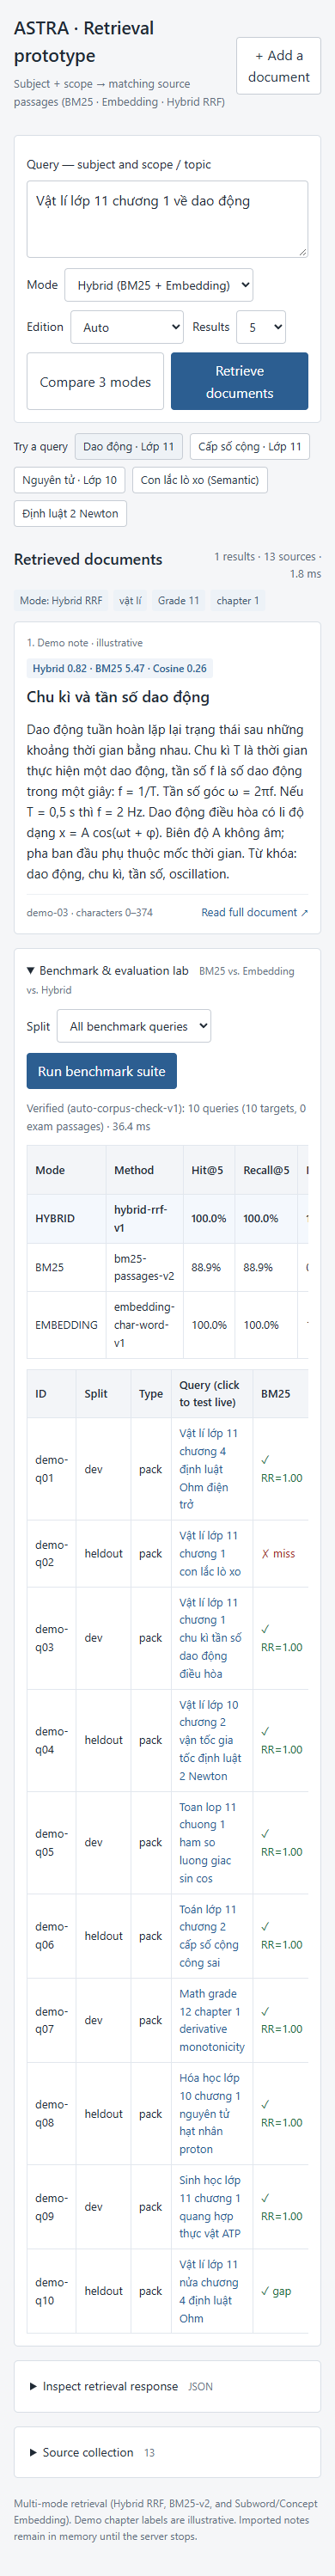 ASTRA · Retrieval
prototype
+ Add a
document
Subject + scope → matching source
passages (BM25 · Embedding · Hybrid RRF)
Query — subject and scope / topic
Vật lí lớp 11 chương 1 về dao động
Mode Hybrid (BM25 + Embedding)
Edition Auto Results 5
Compare 3 modes
Retrieve
documents
Try a query Dao động · Lớp 11 Cấp số cộng · Lớp 11
Nguyên tử · Lớp 10 Con lắc lò xo (Semantic)
Định luật 2 Newton
Retrieved documents
1 results · 13 sources ·
1.8 ms
Mode: Hybrid RRF vật lí Grade 11 chapter 1
1. Demo note · illustrative
Hybrid 0.82 · BM25 5.47 · Cosine 0.26
Chu kì và tần số dao động
Dao động tuần hoàn lặp lại trạng thái sau những
khoảng thời gian bằng nhau. Chu kì T là thời gian
thực hiện một dao động, tần số f là số dao động
trong một giây: f = 1/T. Tần số góc ω = 2πf. Nếu
T = 0,5 s thì f = 2 Hz. Dao động điều hòa có li độ
dạng x = A cos(ωt + φ). Biên độ A không âm;
pha ban đầu phụ thuộc mốc thời gian. Từ khóa:
dao động, chu kì, tần số, oscillation.
demo-03 · characters 0–374 Read full document ↗
▼ Benchmark & evaluation lab BM25 vs. Embedding
vs. Hybrid
Split All benchmark queries
Run benchmark suite
Verified (auto-corpus-check-v1): 10 queries (10 targets, 0
exam passages) · 36.4 ms
Mode Method Hit@5 Recall@5
HYBRID hybrid-rrf-
v1 100.0% 100.0%
BM25 bm25-
passages-v2 88.9% 88.9%
EMBEDDING embedding-
char-word-
v1 100.0% 100.0%
ID Split Type Query (click
to test live) BM25
demo-
q01 dev pack Vật lí lớp 11
chương 4
định luật
Ohm điện
trở ✓
RR=1.00
demo-
q02 heldout pack Vật lí lớp 11
chương 1
con lắc lò xo ✗ miss
demo-
q03 dev pack Vật lí lớp 11
chương 1
chu kì tần số
dao động
điều hòa ✓
RR=1.00
demo-
q04 heldout pack Vật lí lớp 10
chương 2
vận tốc gia
tốc định luật
2 Newton ✓
RR=1.00
demo-
q05 dev pack Toan lop 11
chuong 1
ham so
luong giac
sin cos ✓
RR=1.00
demo-
q06 heldout pack Toán lớp 11
chương 2
cấp số cộng
công sai ✓
RR=1.00
demo-
q07 dev pack Math grade
12 chapter 1
derivative
monotonicity ✓
RR=1.00
demo-
q08 heldout pack Hóa học lớp
10 chương 1
nguyên tử
hạt nhân
proton ✓
RR=1.00
demo-
q09 dev pack Sinh học lớp
11 chương 1
quang hợp
thực vật ATP ✓
RR=1.00
demo-
q10 heldout pack Vật lí lớp 11
nửa chương
4 định luật
Ohm ✓ gap
▶ Inspect retrieval response JSON
▶ Source collection 13
Multi-mode retrieval (Hybrid RRF, BM25-v2, and Subword/Concept
Embedding). Demo chapter labels are illustrative. Imported notes
remain in memory until the server stops.